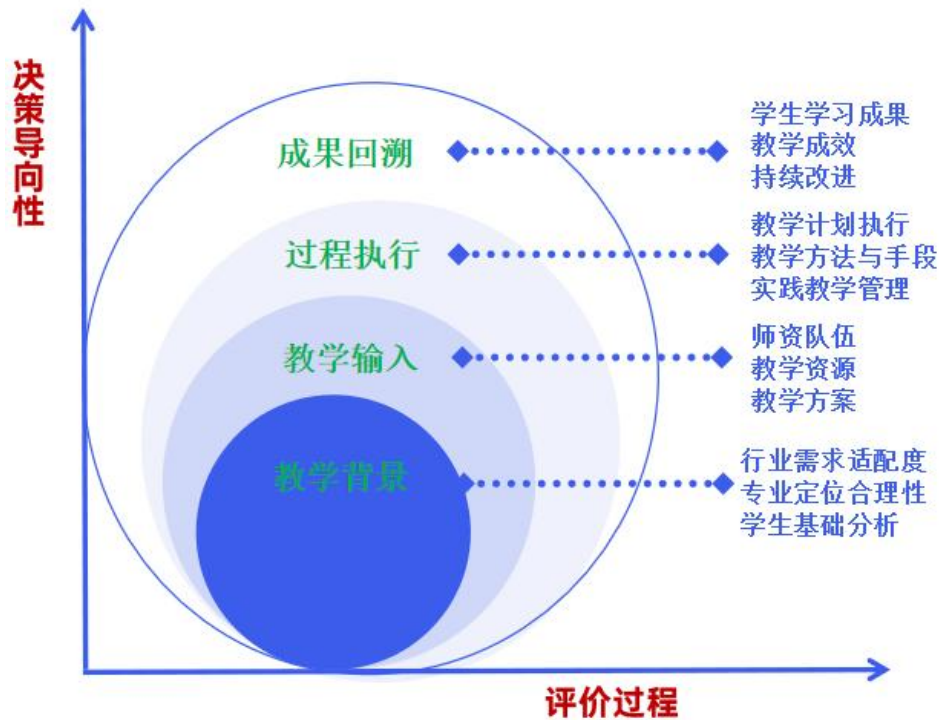 决策导向性
成果回溯
学生学习成果
教学成效
持续改进
过程执行
教学计划执行
教学方法与手段
实践教学管理
教学输入
师资队伍
教学资源
教学方案
教学背景
行业需求适配度
专业定位合理性
学生基础分析
评价过程